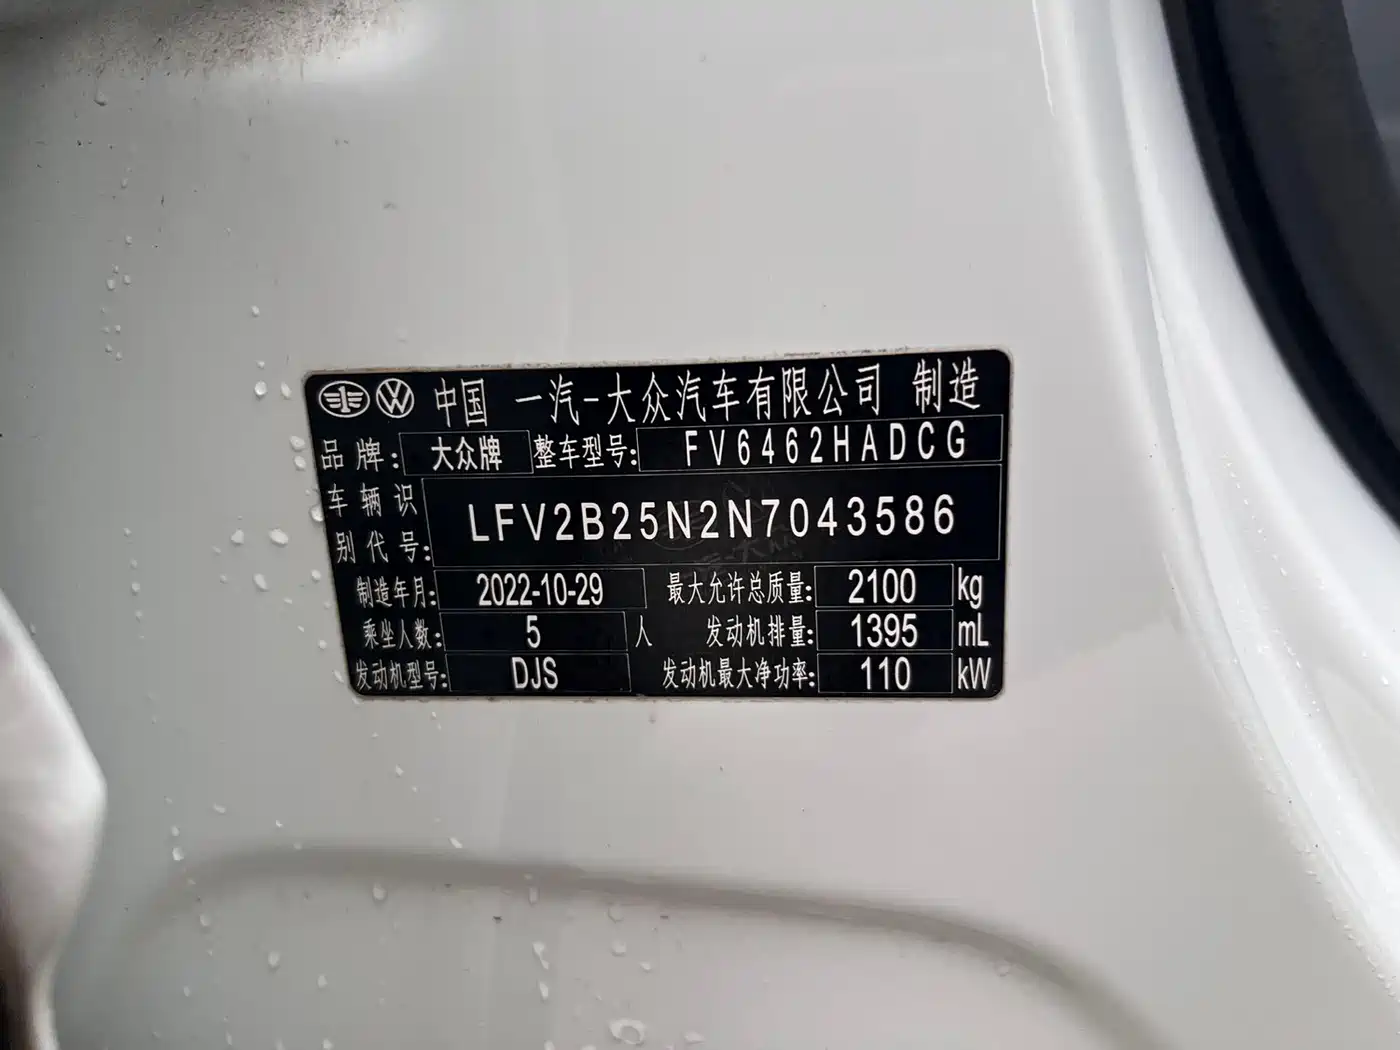 中国 一汽-大众汽车有限公司 制造
品牌: 大众牌 整车型号: FV6462HADCG
车辆识别代号: LFV2B25N2N7043586
制造年月: 2022-10-29 最大允许总质量: 2100 kg
乘坐人数: 5 人 发动机排量: 1395 mL
发动机型号: DJS 发动机最大净功率: 110 kW